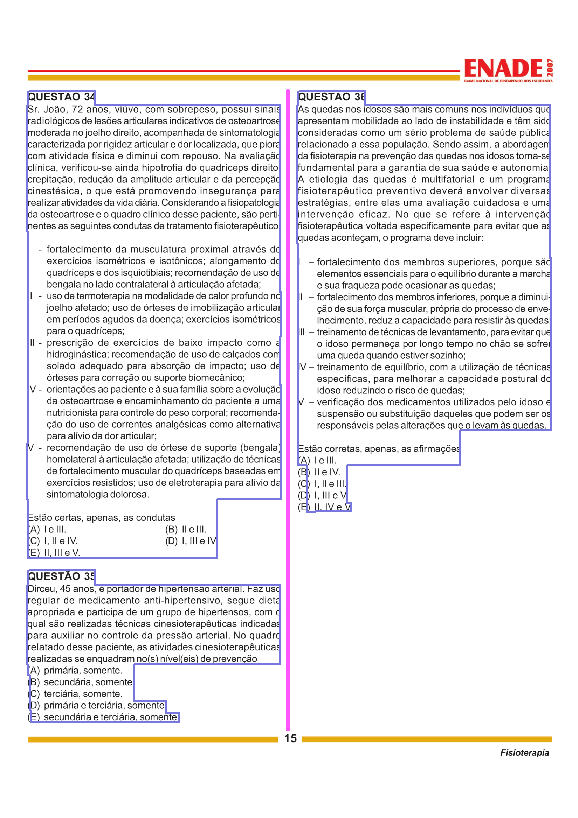 ENADE 2007
EXAME NACIONAL DE DESEMPENHO DOS ESTUDANTES
QUESTÃO 34
Sr. João, 72 anos, viúvo, com sobrepeso, possui sinais
radiológicos de lesões articulares indicativos de osteoartrose
moderada no joelho direito, acompanhada de sintomatologia
caracterizada por rigidez articular e dor localizada, que piora
com atividade física e diminui com repouso. Na avaliação
clínica, verificou-se ainda hipotrofia do quadríceps direito,
crepitação, redução da amplitude articular e da percepção
cinestésica, o que está promovendo insegurança para
realizar atividades da vida diária. Considerando a fisiopatologia
da osteoartrose e o quadro clínico desse paciente, são perti-
nentes as seguintes condutas de tratamento fisioterapêutico:
I - fortalecimento da musculatura proximal através de
exercícios isométricos e isotônicos; alongamento do
quadríceps e dos isquiotibiais; recomendação de uso de
bengala no lado contralateral à articulação afetada;
II - uso de termoterapia na modalidade de calor profundo no
joelho afetado; uso de órteses de imobilização articular
em períodos agudos da doença; exercícios isométricos
para o quadríceps;
III - prescrição de exercícios de baixo impacto como a
hidroginástica; recomendação de uso de calçados com
solado adequado para absorção de impacto; uso de
órteses para correção ou suporte biomecânico;
IV - orientações ao paciente e à sua família sobre a evolução
da osteoartrose e encaminhamento do paciente a uma
nutricionista para controle do peso corporal; recomenda-
ção do uso de correntes analgésicas como alternativa
para alívio da dor articular;
V - recomendação de uso de órtese de suporte (bengala)
homolateral à articulação afetada; utilização de técnicas
de fortalecimento muscular do quadríceps baseadas em
exercícios resistidos; uso de eletroterapia para alívio da
sintomatologia dolorosa.
Estão certas, apenas, as condutas
(A) I e III. (B) II e III.
(C) I, II e IV. (D) I, III e IV.
(E) II, III e V.
QUESTÃO 35
Dirceu, 45 anos, é portador de hipertensão arterial. Faz uso
regular de medicamento anti-hipertensivo, segue dieta
apropriada e participa de um grupo de hipertensos, com o
qual são realizadas técnicas cinesioterapêuticas indicadas
para auxiliar no controle da pressão arterial. No quadro
relatado desse paciente, as atividades cinesioterapêuticas
realizadas se enquadram no(s) nível(eis) de prevenção
(A) primária, somente.
(B) secundária, somente.
(C) terciária, somente.
(D) primária e terciária, somente.
(E) secundária e terciária, somente.
QUESTÃO 36
As quedas nos idosos são mais comuns nos indivíduos que
apresentam mobilidade ao lado de instabilidade e têm sido
consideradas como um sério problema de saúde pública
relacionado a essa população. Sendo assim, a abordagem
da fisioterapia na prevenção das quedas nos idosos torna-se
fundamental para a garantia de sua saúde e autonomia.
A etiologia das quedas é multifatorial e um programa
fisioterapêutico preventivo deverá envolver diversas
estratégias, entre elas uma avaliação cuidadosa e uma
intervenção eficaz. No que se refere à intervenção
fisioterapêutica voltada especificamente para evitar que as
quedas aconteçam, o programa deve incluir:
I – fortalecimento dos membros superiores, porque são
elementos essenciais para o equilíbrio durante a marcha
e sua fraqueza pode ocasionar as quedas;
II – fortalecimento dos membros inferiores, porque a diminui-
ção de sua força muscular, própria do processo de enve-
lhecimento, reduz a capacidade para resistir às quedas;
III – treinamento de técnicas de levantamento, para evitar que
o idoso permaneça por longo tempo no chão se sofrer
uma queda quando estiver sozinho;
IV – treinamento de equilíbrio, com a utilização de técnicas
específicas, para melhorar a capacidade postural do
idoso reduzindo o risco de quedas;
V – verificação dos medicamentos utilizados pelo idoso e
suspensão ou substituição daqueles que podem ser os
responsáveis pelas alterações que o levam às quedas.
Estão corretas, apenas, as afirmações
(A) I e III.
(B) II e IV.
(C) I, II e III.
(D) I, III e V.
(E) II, IV e V.
15
Fisioterapia